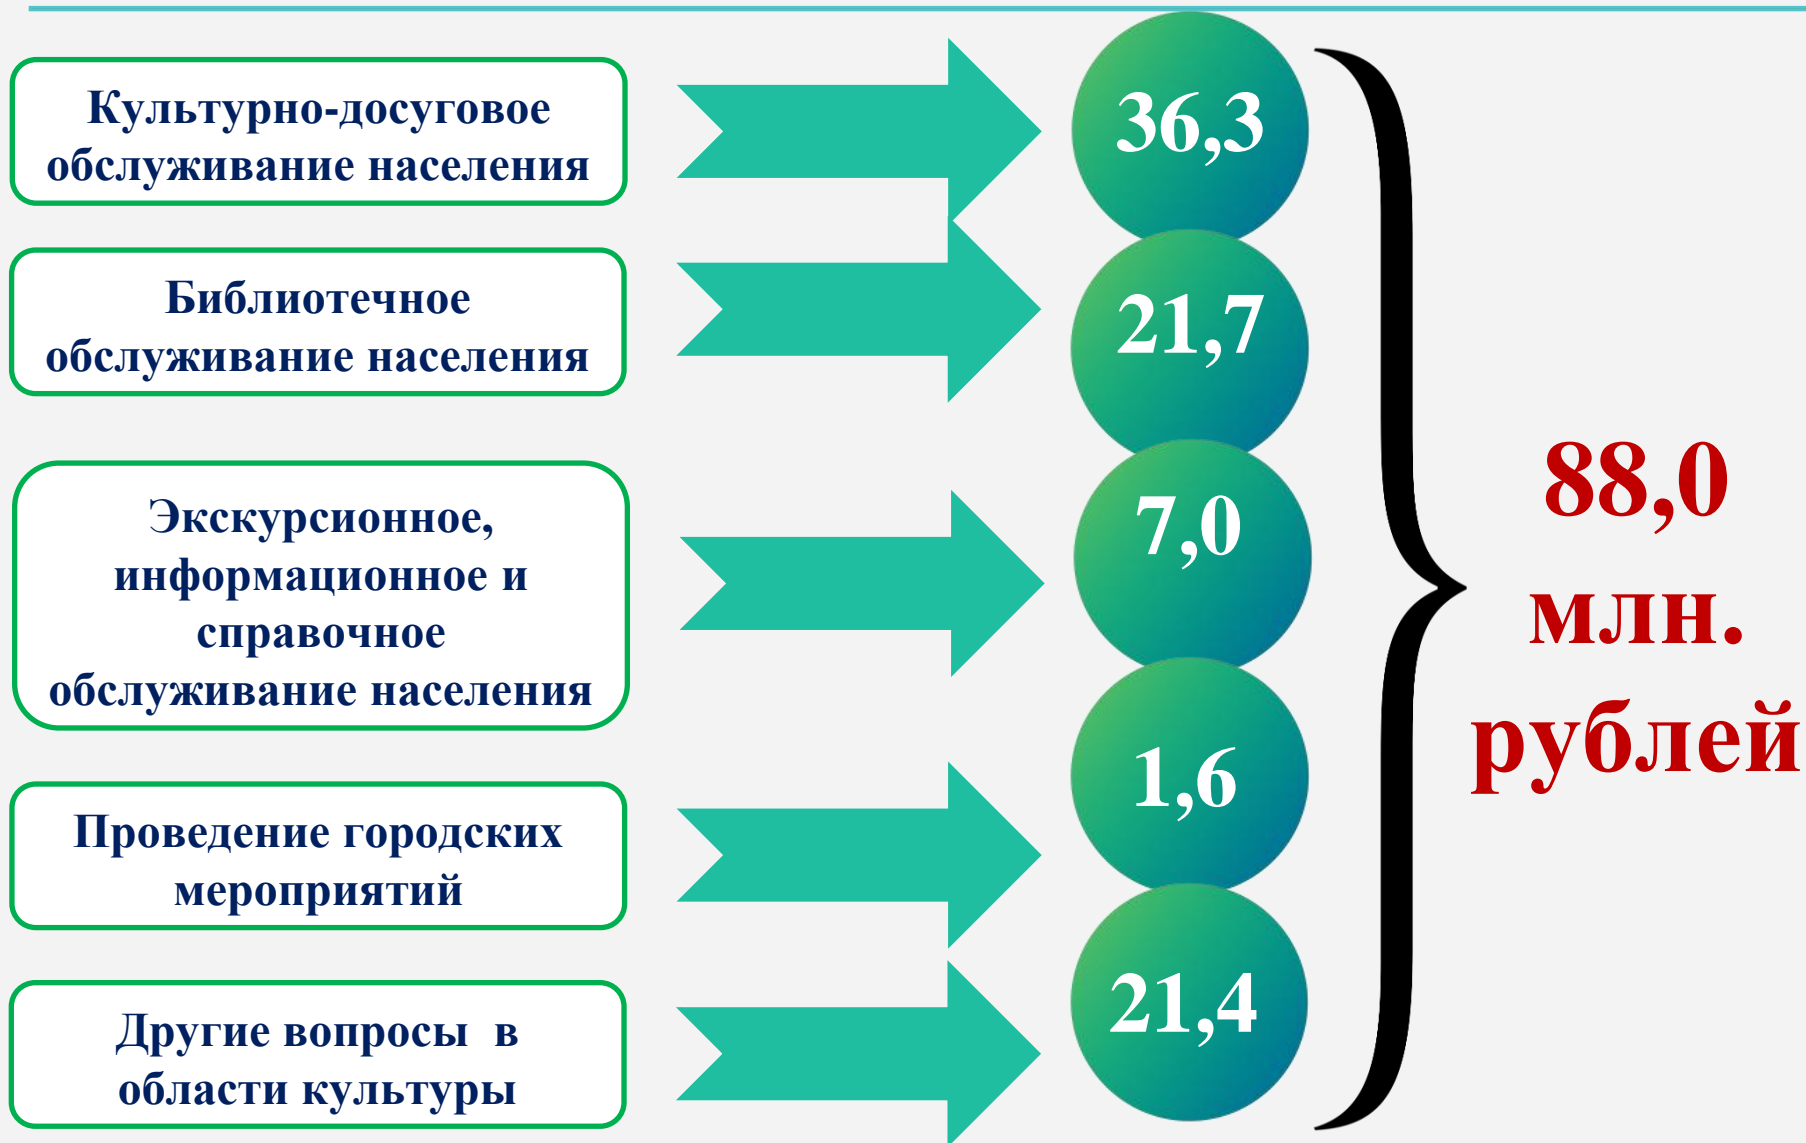 Культурно-досуговое
обслуживание населения
36,3
Библиотечное
обслуживание населения
21,7
Экскурсионное,
информационное и
справочное
обслуживание населения
7,0
Проведение городских
мероприятий
1,6
Другие вопросы  в
области культуры
21,4
88,0
млн.
рублей